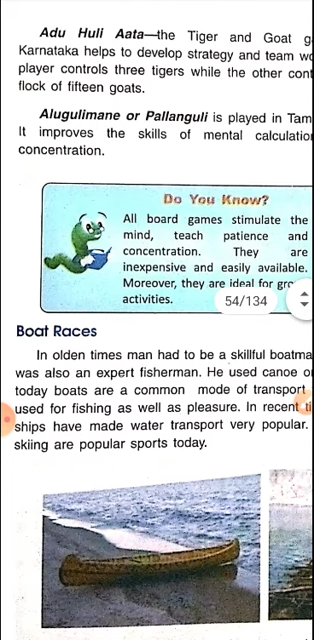 Adu Huli Aata—the Tiger and Goat
Karnataka helps to develop strategy and team
player controls three tigers while the other
flock of fifteen goats.
Alugulimane or Pallanguli is played in
It improves the skills of mental
concentration.
Do You Know?
All board games stimulate the
mind, teach patience and
concentration. They are
inexpensive and easily available.
Moreover, they are ideal for
activities.
54/134
Boat Races
In olden times man had to be a skillful
was also an expert fisherman. He used canoe
today boats are a common mode of transport
used for fishing as well as pleasure. In recent
ships have made water transport very popular.
skiing are popular sports today.